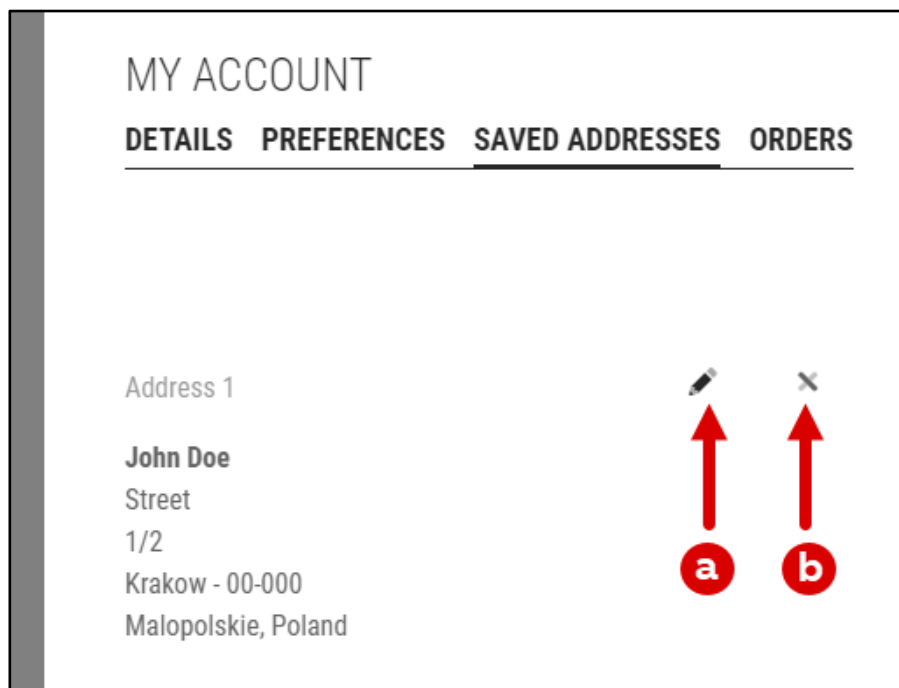 MY ACCOUNT
DETAILS PREFERENCES SAVED ADDRESSES ORDERS
Address 1
John Doe
Street
1/2
Krakow - 00-000
Malopolskie, Poland
a b